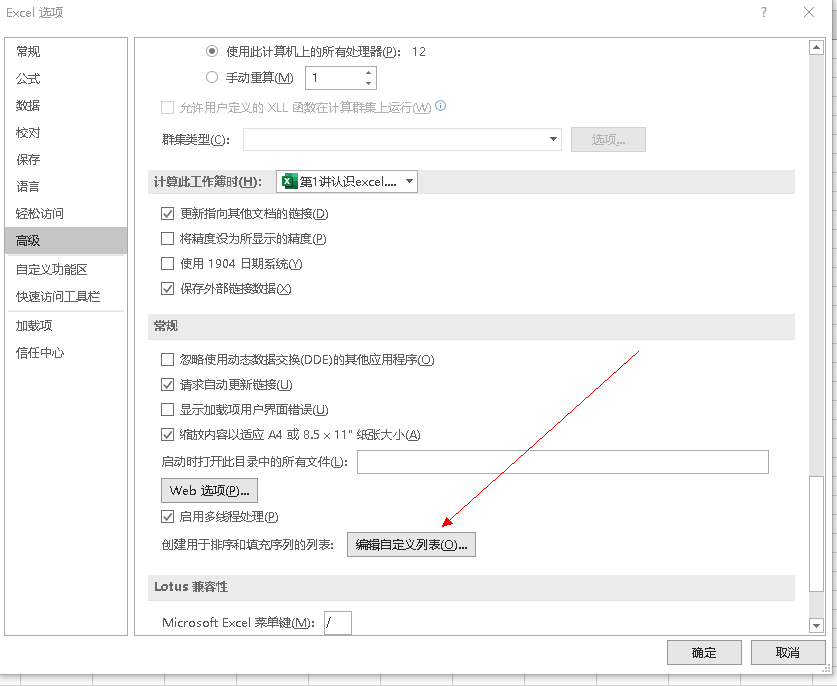 Excel 选项
常规
公式
数据
校对
保存
语言
轻松访问
高级
自定义功能区
快速访问工具栏
加载项
信任中心
使用此计算机上的所有处理器(P): 12
手动重算(M) 1
允许用户定义的 XLL 函数在计算群集上运行(W)
群集类型(C): 选项...
计算此工作簿时(H): 第1讲认识excel....
更新指向其他文档的链接(D)
将精度设为所显示的精度(P)
使用 1904 日期系统(Y)
保存外部链接数据(X)
常规
忽略使用动态数据交换(DDE)的其他应用程序(O)
请求自动更新链接(U)
显示加载项用户界面错误(U)
缩放内容以适应 A4 或 8.5 × 11" 纸张大小(A)
启动时打开此目录中的所有文件(L):
Web 选项(P)...
启用多线程处理(P)
创建用于排序和填充序列的列表: 编辑自定义列表(O)...
Lotus 兼容性
Microsoft Excel 菜单键(M): /
确定 取消